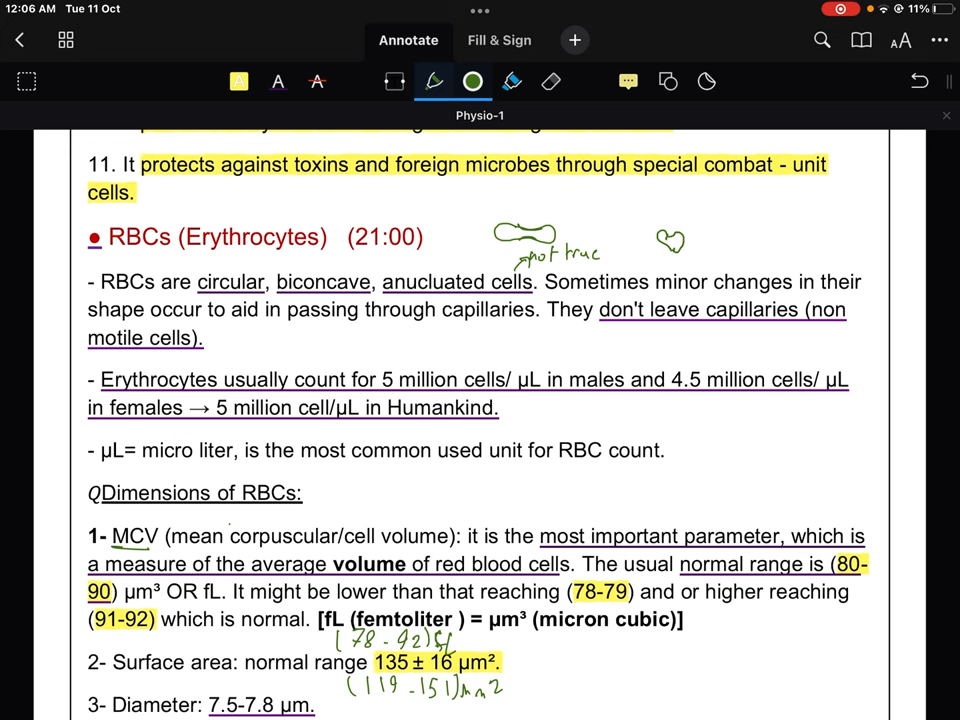 12:06 AM Tue 11 Oct
11%
Annotate
Fill & Sign
AA
A A A
Physio-1
11. It protects against toxins and foreign microbes through special combat - unit
cells.
● RBCs (Erythrocytes) (21:00)
not true
- RBCs are circular, biconcave, anucluated cells. Sometimes minor changes in their
shape occur to aid in passing through capillaries. They don't leave capillaries (non
motile cells).
- Erythrocytes usually count for 5 million cells/ µL in males and 4.5 million cells/ µL
in females → 5 million cell/µL in Humankind.
- µL= micro liter, is the most common used unit for RBC count.
QDimensions of RBCs:
1- MCV (mean corpuscular/cell volume): it is the most important parameter, which is
a measure of the average volume of red blood cells. The usual normal range is (80-
90) µm³ OR fL. It might be lower than that reaching (78-79) and or higher reaching
(91-92) which is normal. [fL (femtoliter ) = µm³ (micron cubic)]
(78 - 92) fl
2- Surface area: normal range 135 ± 16 µm².
(119 - 151)
3- Diameter: 7.5-7.8 µm.